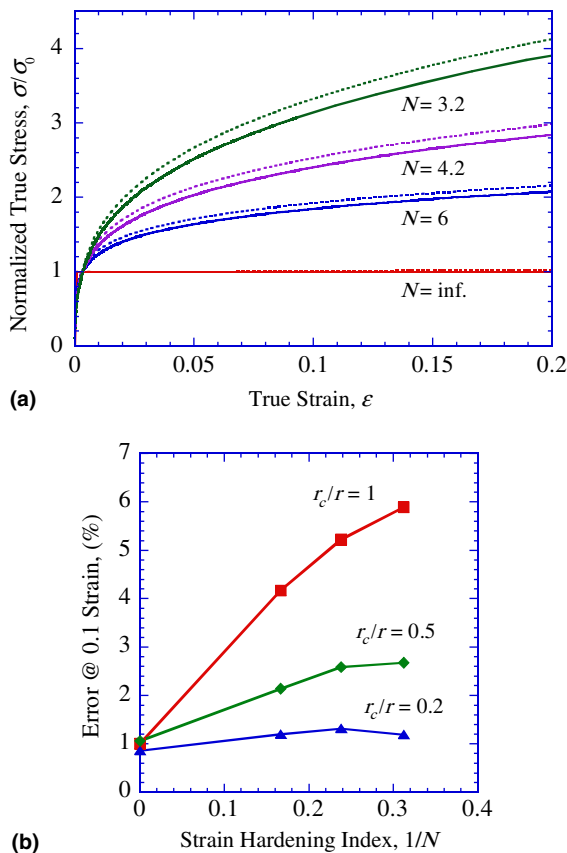 4
3
2
1
0
Normalized True Stress, σ/σ0
N = 3.2
N = 4.2
N = 6
N = inf.
0 0.05 0.1 0.15 0.2
(a) True Strain, ε
7
6
5
4
3
2
1
0
Error @ 0.1 Strain, (%)
rc/r = 1
rc/r = 0.5
rc/r = 0.2
0 0.1 0.2 0.3 0.4
(b) Strain Hardening Index, 1/N